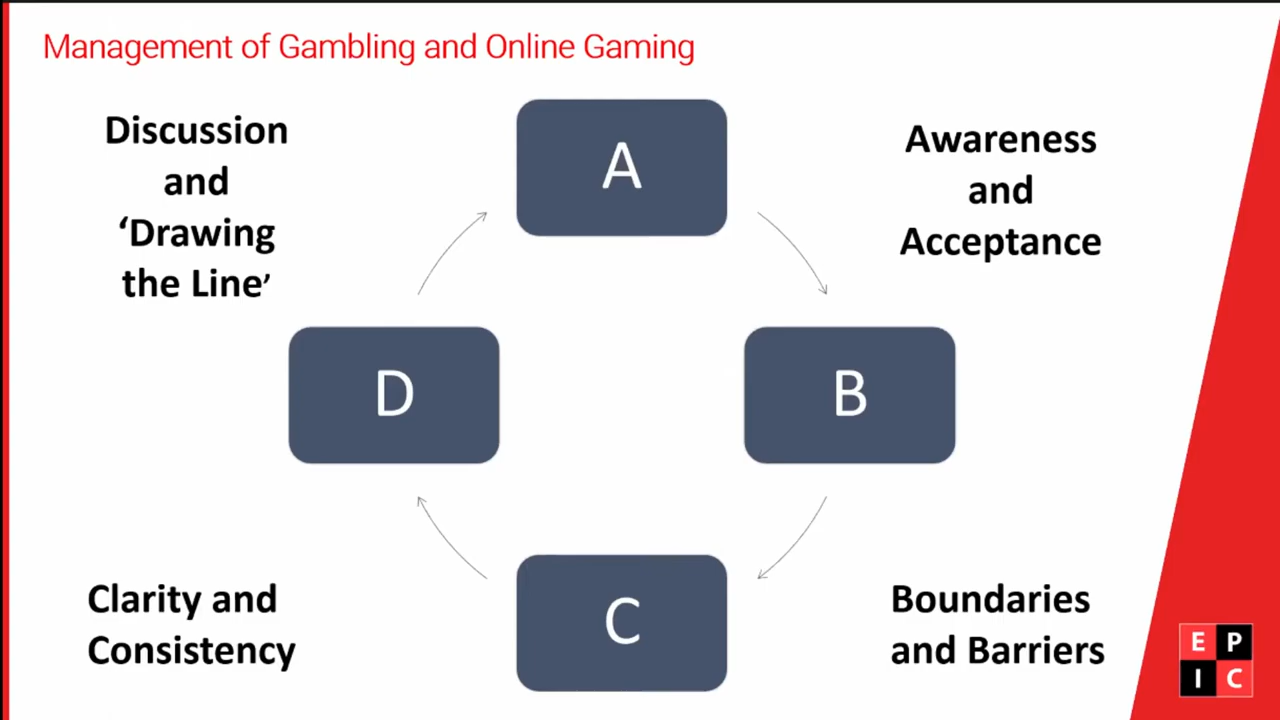 Management of Gambling and Online Gaming
Discussion
and
‘Drawing
the Line’
A
Awareness
and
Acceptance
D
B
Clarity and
Consistency
C
Boundaries
and Barriers
E P
I C